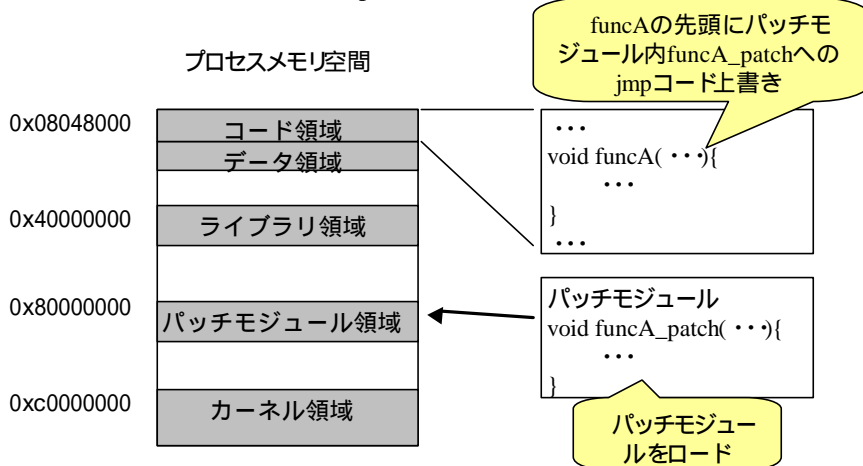 funcAの先頭にパッチモ
ジュール内funcA_patchへの
jmpコード上書き
プロセスメモリ空間
0x08048000
コード領域
データ領域
0x40000000
ライブラリ領域
0x80000000
パッチモジュール領域
0xc0000000
カーネル領域
・・・
void funcA( ・・・){
・・・
}
・・・
パッチモジュール
void funcA_patch( ・・・){
・・・
}
パッチモジュー
ルをロード